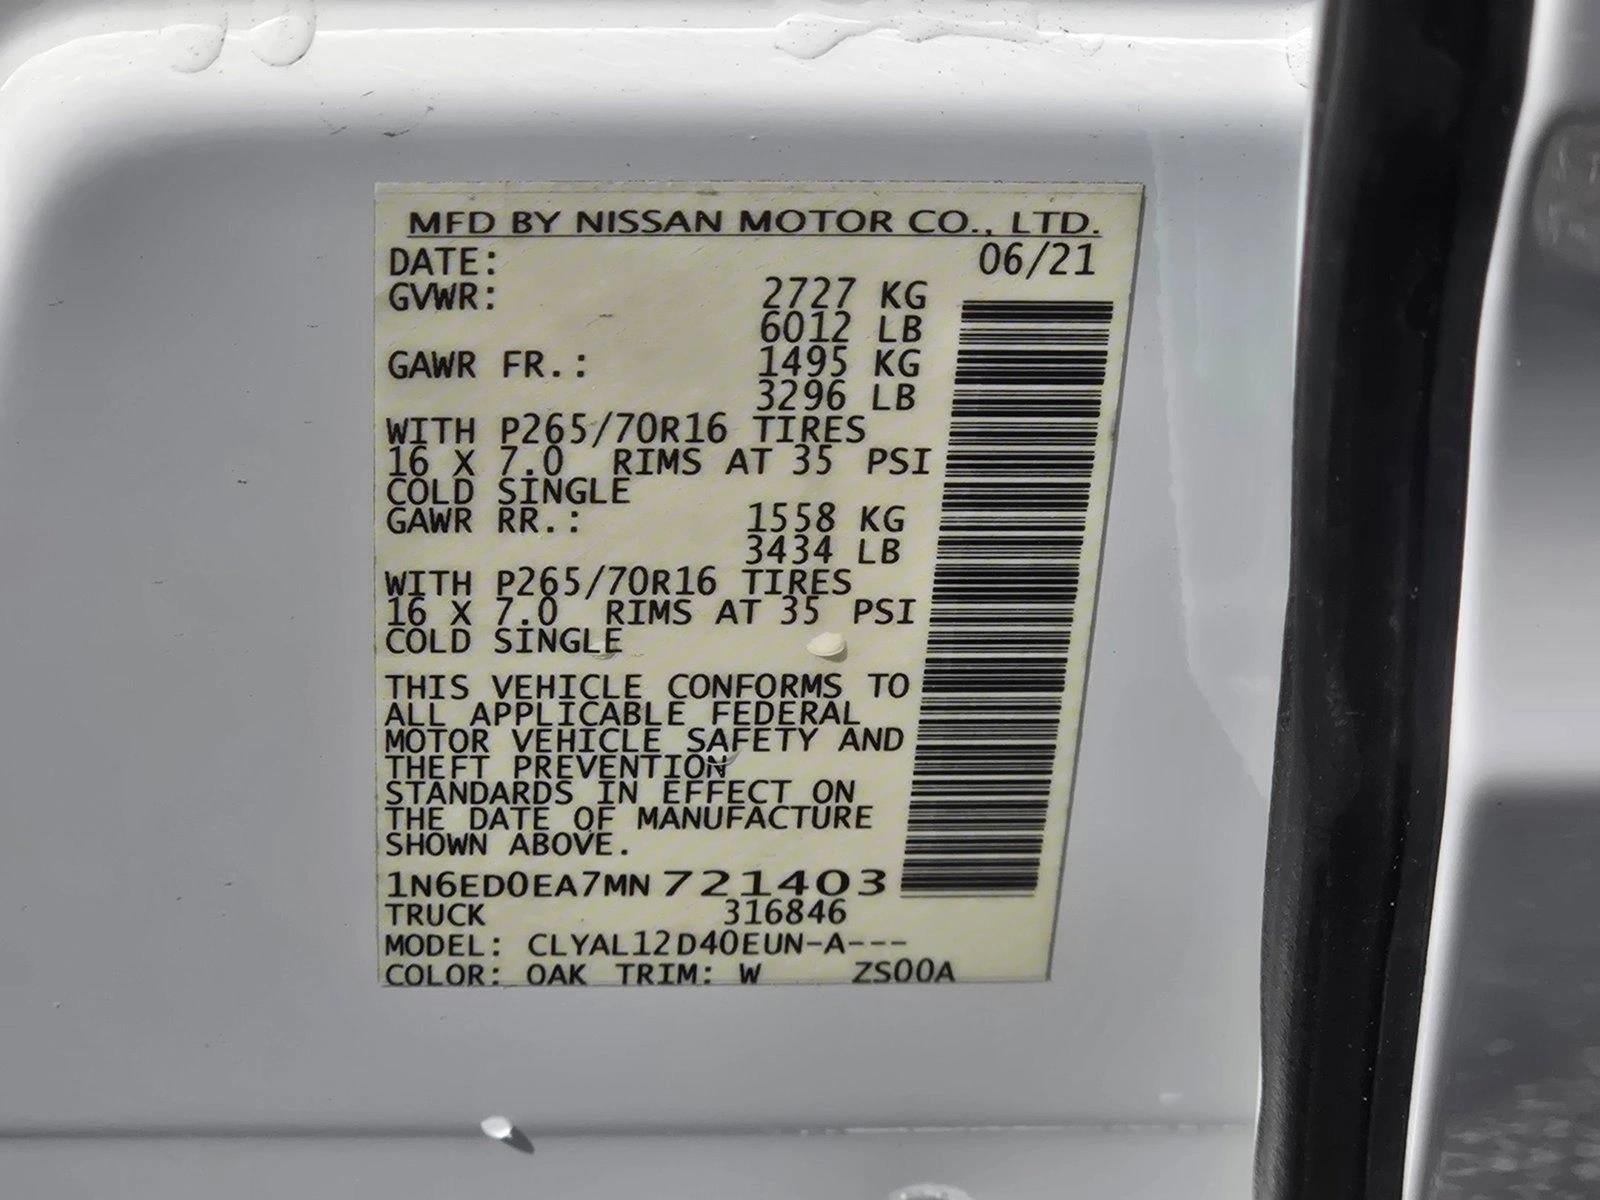 MFD BY NISSAN MOTOR CO., LTD.
DATE: 06/21
GVWR: 2727 KG
6012 LB
GAWR FR.: 1495 KG
3296 LB
WITH P265/70R16 TIRES
16 X 7.0 RIMS AT 35 PSI
COLD SINGLE
GAWR RR.: 1558 KG
3434 LB
WITH P265/70R16 TIRES
16 X 7.0 RIMS AT 35 PSI
COLD SINGLE
THIS VEHICLE CONFORMS TO
ALL APPLICABLE FEDERAL
MOTOR VEHICLE SAFETY AND
THEFT PREVENTION
STANDARDS IN EFFECT ON
THE DATE OF MANUFACTURE
SHOWN ABOVE.
1N6ED0EA7MN721403
TRUCK 316846
MODEL: CLYAL12D40EUN-A---
COLOR: QAK TRIM: W ZS00A